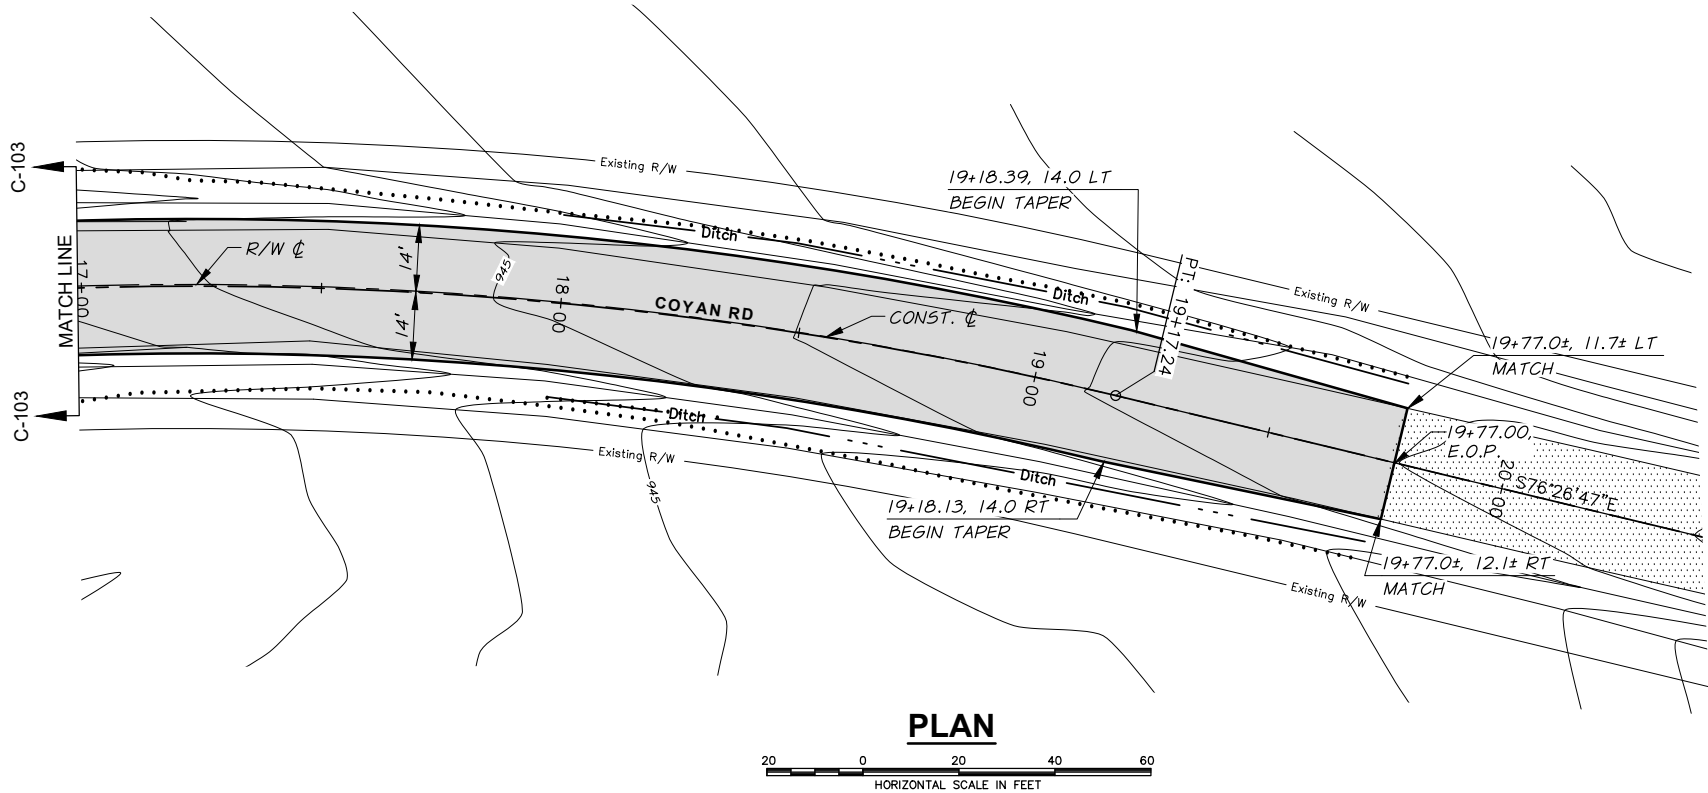 C-103
MATCH LINE
C-103
17+00
R/W ℄
14'
14'
Existing R/W
945
18+00
COYAN RD
Ditch
CONST. ℄
19+18.39, 14.0 LT
BEGIN TAPER
Ditch
PT: 19+17.24
Existing R/W
19+00
19+77.0±, 11.7± LT
MATCH
19+77.00,
E.O.P.
20+00
S76°26'47"E
Ditch
Existing R/W
945
Ditch
19+18.13, 14.0 RT
BEGIN TAPER
19+77.0±, 12.1± RT
MATCH
Existing R/W
PLAN
20 0 20 40 60
HORIZONTAL SCALE IN FEET